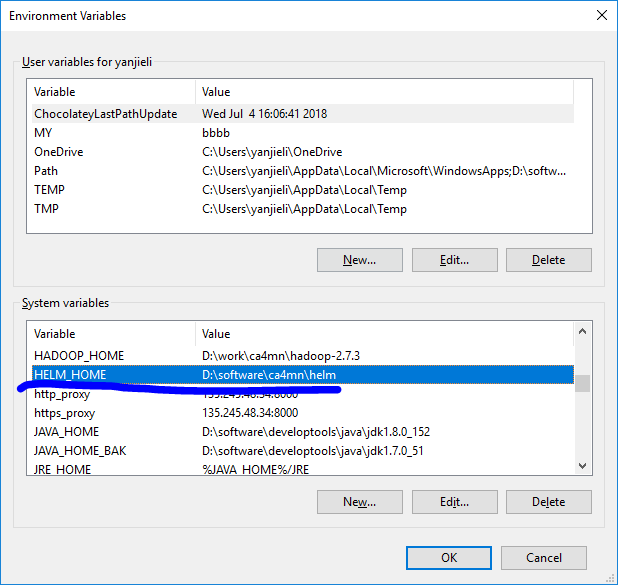 Environment Variables
User variables for yanjieli
Variable Value
ChocolateyLastPathUpdate Wed Jul 4 16:06:41 2018
MY bbbb
OneDrive C:\Users\yanjieli\OneDrive
Path C:\Users\yanjieli\AppData\Local\Microsoft\WindowsApps;D:\softw...
TEMP C:\Users\yanjieli\AppData\Local\Temp
TMP C:\Users\yanjieli\AppData\Local\Temp
New... Edit... Delete
System variables
Variable Value
HADOOP_HOME D:\work\ca4mn\hadoop-2.7.3
HELM_HOME D:\software\ca4mn\helm
http_proxy 135.245.48.34:8000
https_proxy 135.245.48.34:8000
JAVA_HOME D:\software\developtools\java\jdk1.8.0_152
JAVA_HOME_BAK D:\software\developtools\java\jdk1.7.0_51
JRE_HOME %JAVA_HOME%/JRE
New... Edit... Delete
OK Cancel